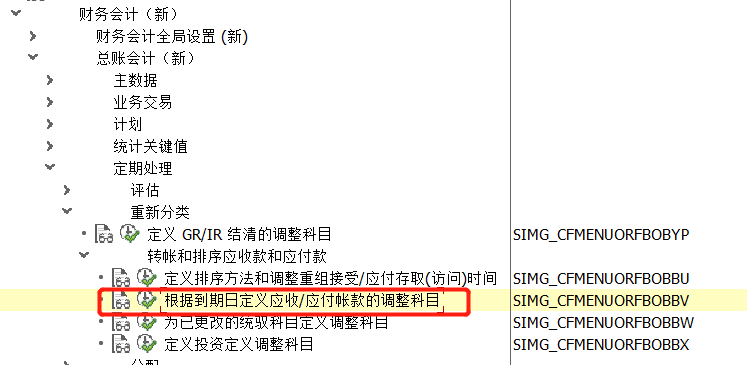 财务会计（新）
财务会计全局设置 (新)
总账会计（新）
主数据
业务交易
计划
统计关键值
定期处理
评估
重新分类
定义 GR/IR 结清的调整科目 SIMG_CFMENUORFBOBYP
转帐和排序应收款和应付款
定义排序方法和调整重组接受/应付存取(访问)时间 SIMG_CFMENUORFBOBBU
根据到期日定义应收/应付帐款的调整科目 SIMG_CFMENUORFBOBBV
为已更改的统驭科目定义调整科目 SIMG_CFMENUORFBOBBW
定义投资定义调整科目 SIMG_CFMENUORFBOBBX